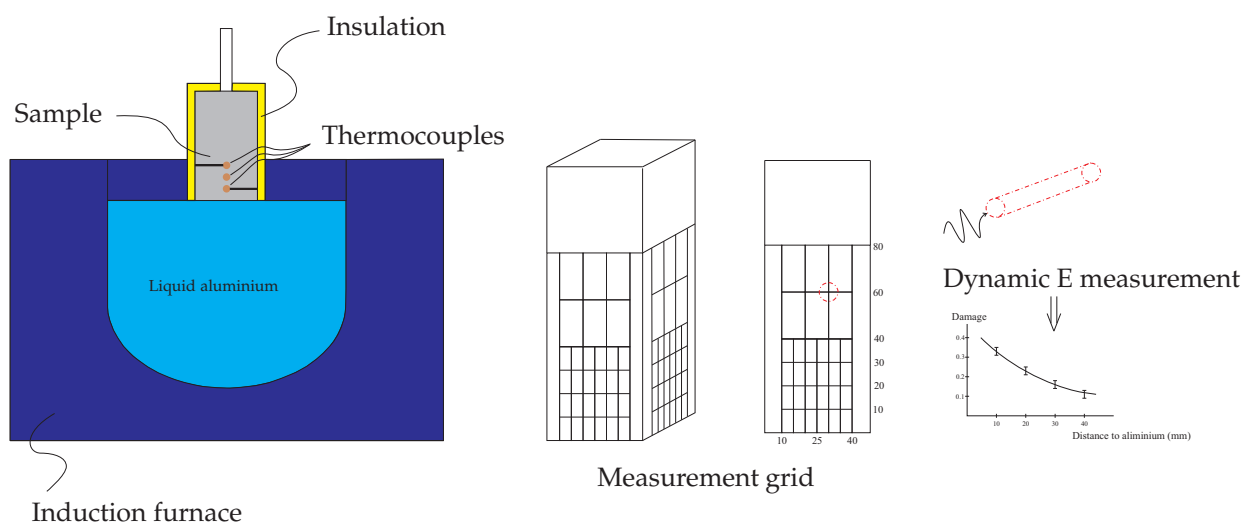 Insulation
Sample
Thermocouples
Liquid aluminium
Induction furnace
80
60
40
30
20
10
10 25 40
Measurement grid
Dynamic E measurement
Damage
0.4
0.3
0.2
0.1
10 20 30 40
Distance to aliminium (mm)